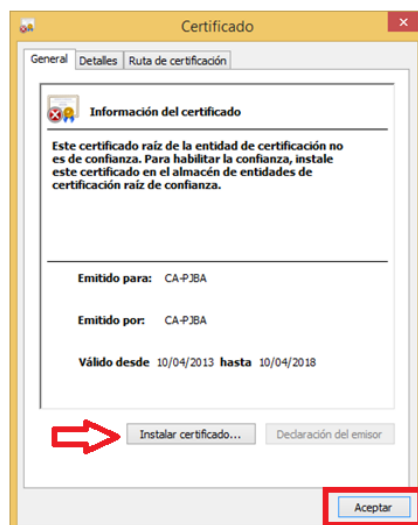 Certificado
General Detalles Ruta de certificación
Información del certificado
Este certificado raíz de la entidad de certificación no
es de confianza. Para habilitar la confianza, instale
este certificado en el almacén de entidades de
certificación raíz de confianza.
Emitido para: CA-PJBA
Emitido por: CA-PJBA
Válido desde 10/04/2013 hasta 10/04/2018
Instalar certificado... Declaración del emisor
Aceptar